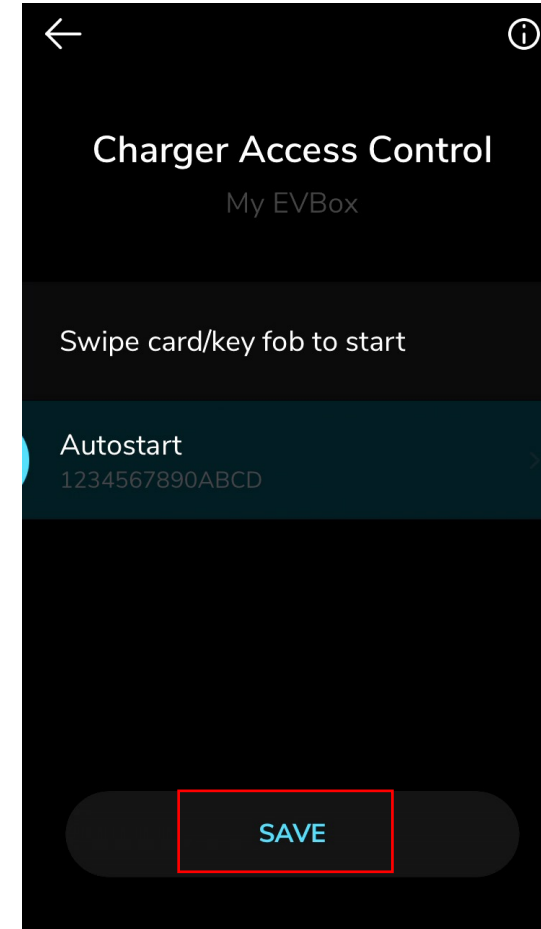 Charger Access Control
My EVBox
Swipe card/key fob to start
Autostart
1234567890ABCD
SAVE